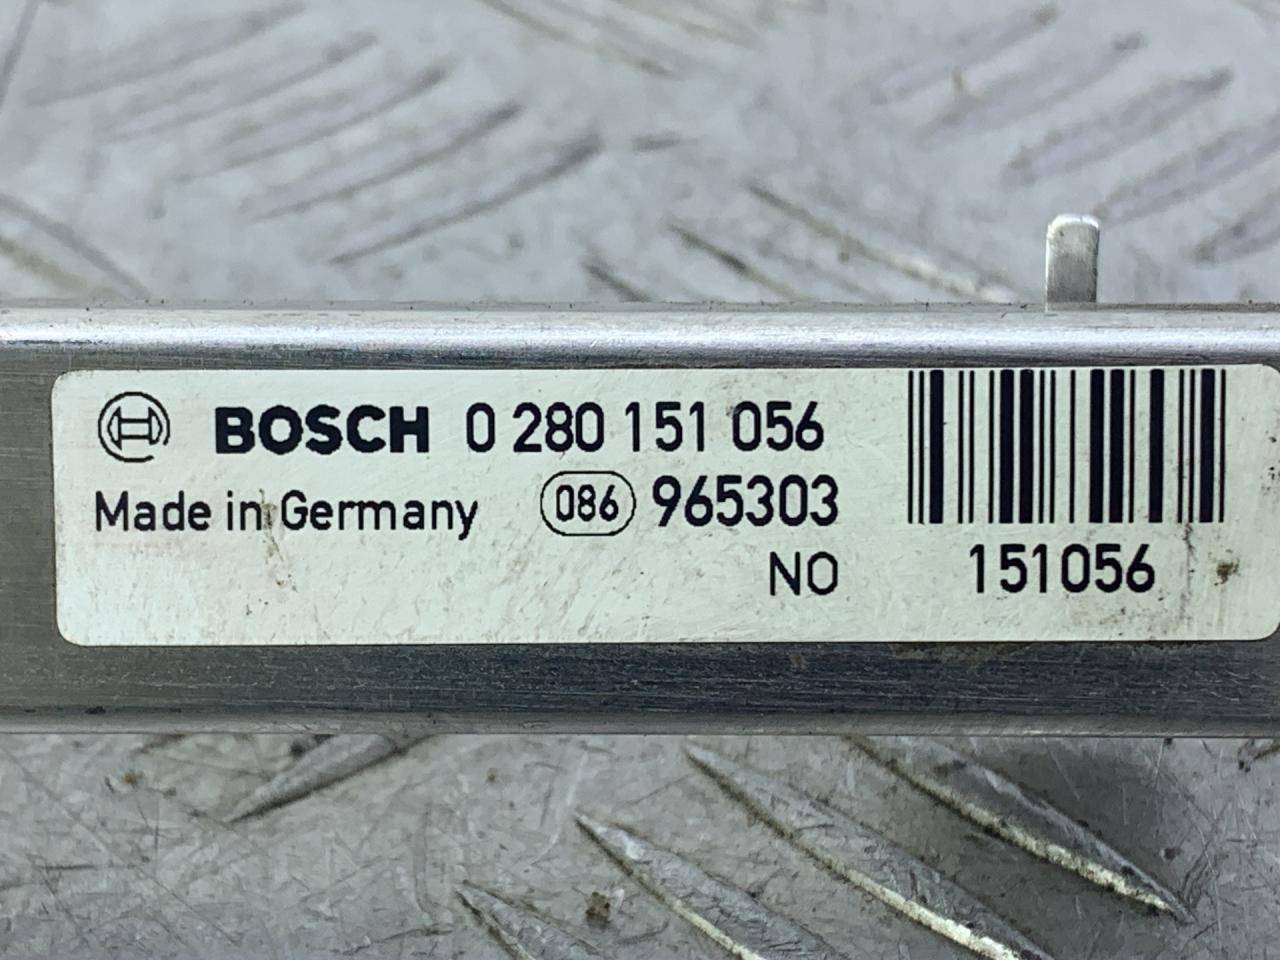 BOSCH 0 280 151 056
Made in Germany 086 965303
NO 151056